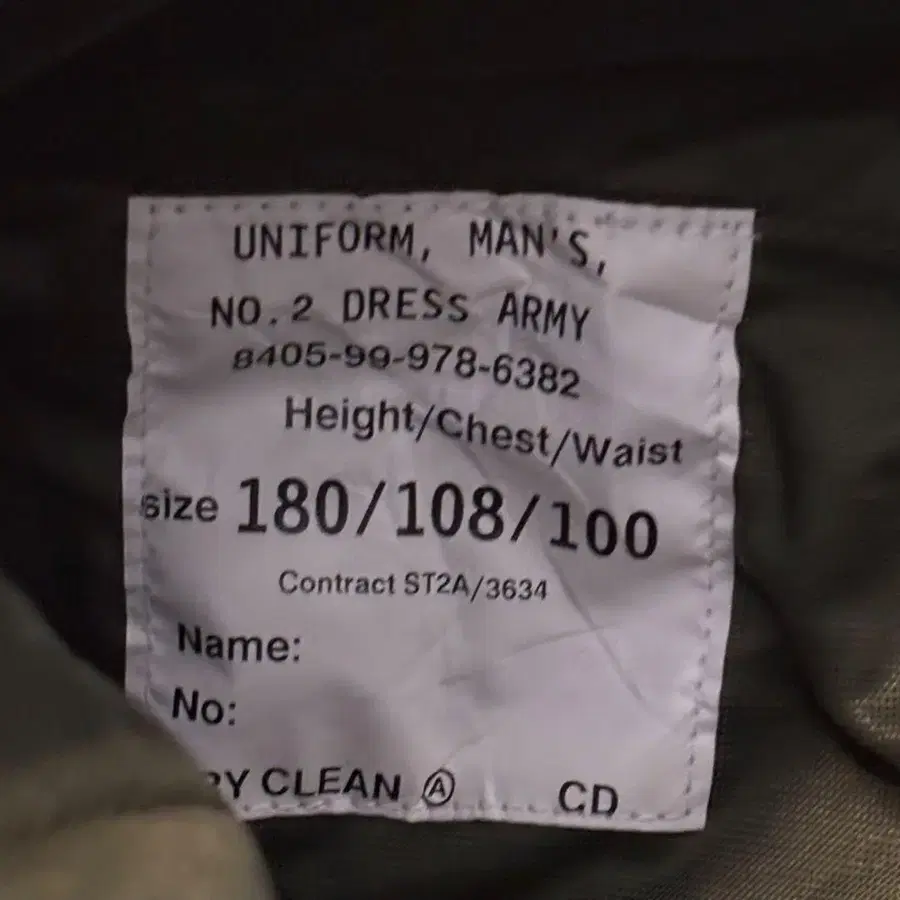 UNIFORM, MAN'S,
NO.2 DRESS ARMY
8405-99-978-6382
Height/Chest/Waist
size 180/108/100
Contract ST2A/3634
Name:
No:
RY CLEAN Ⓐ CD